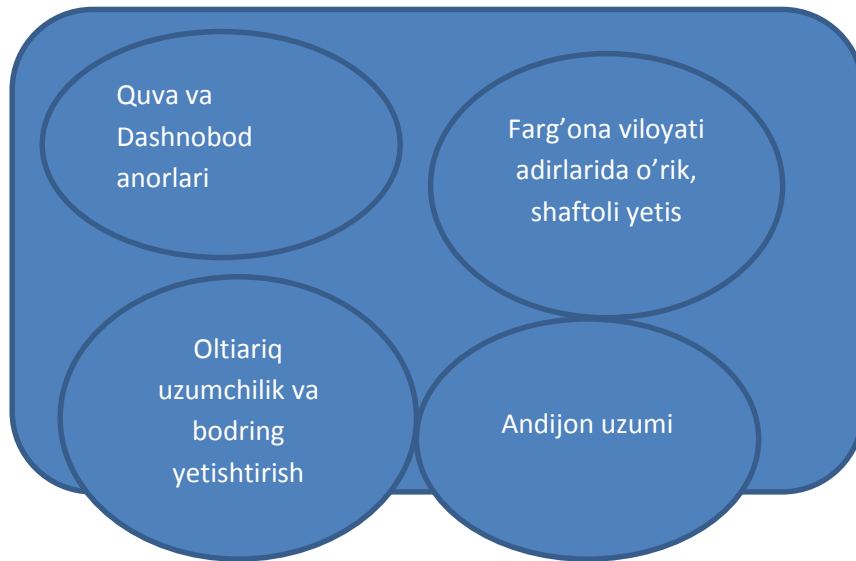 Quva va
Dashnobod
anorlari
Farg’ona viloyati
adirlarida o’rik,
shaftoli yetis
Oltiariq
uzumchilik va
bodring
yetishtirish
Andijon uzumi